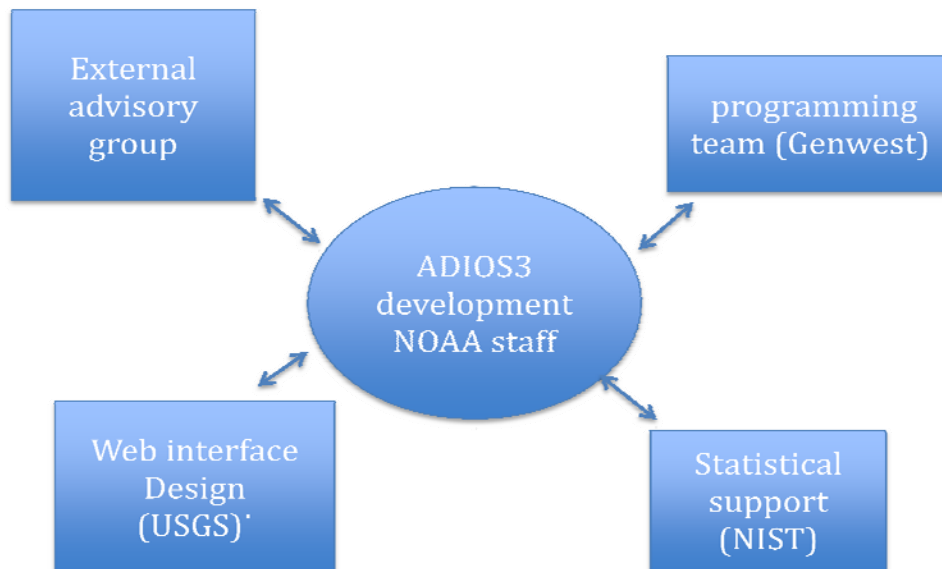 External
advisory
group
programming
team (Genwest)
ADIOS3
development
NOAA staff
Web interface
Design
(USGS)
Statistical
support
(NIST)